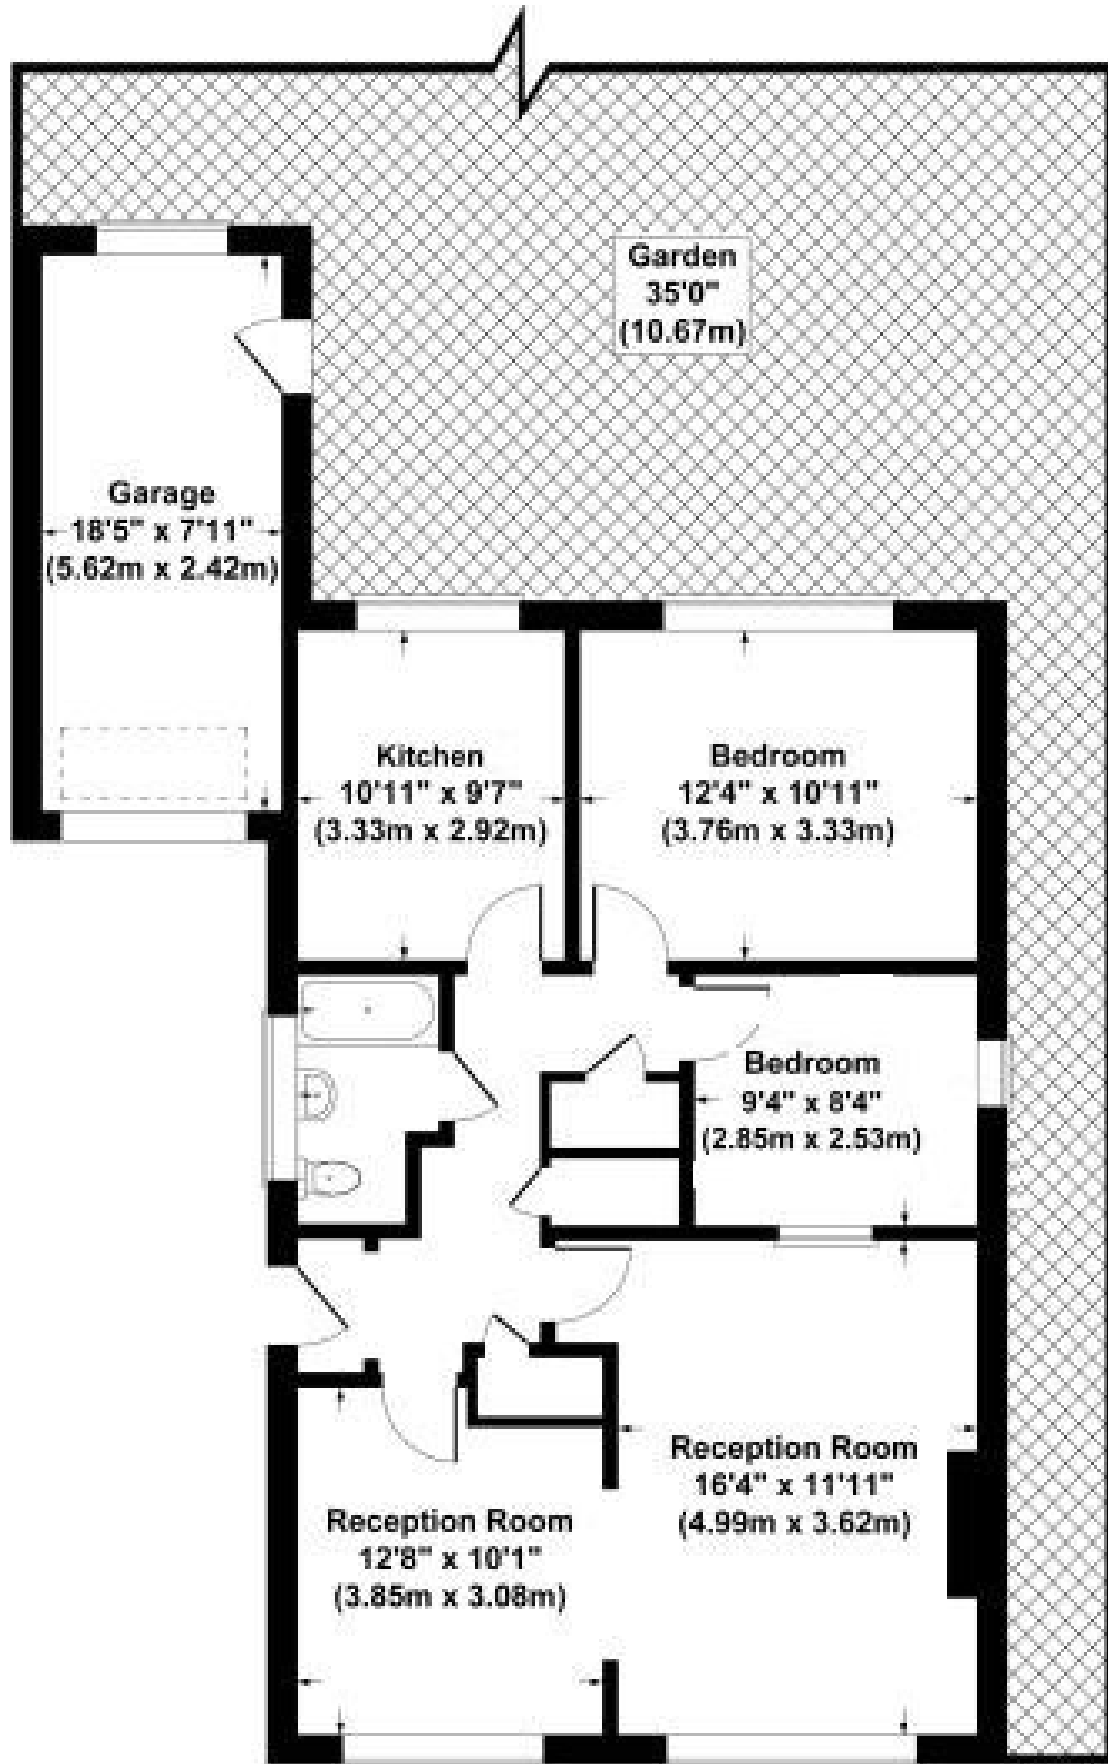 Garden
35'0"
(10.67m)
Garage
18'5" x 7'11"
(5.62m x 2.42m)
Kitchen
10'11" x 9'7"
(3.33m x 2.92m)
Bedroom
12'4" x 10'11"
(3.76m x 3.33m)
Bedroom
9'4" x 8'4"
(2.85m x 2.53m)
Reception Room
16'4" x 11'11"
(4.99m x 3.62m)
Reception Room
12'8" x 10'1"
(3.85m x 3.08m)